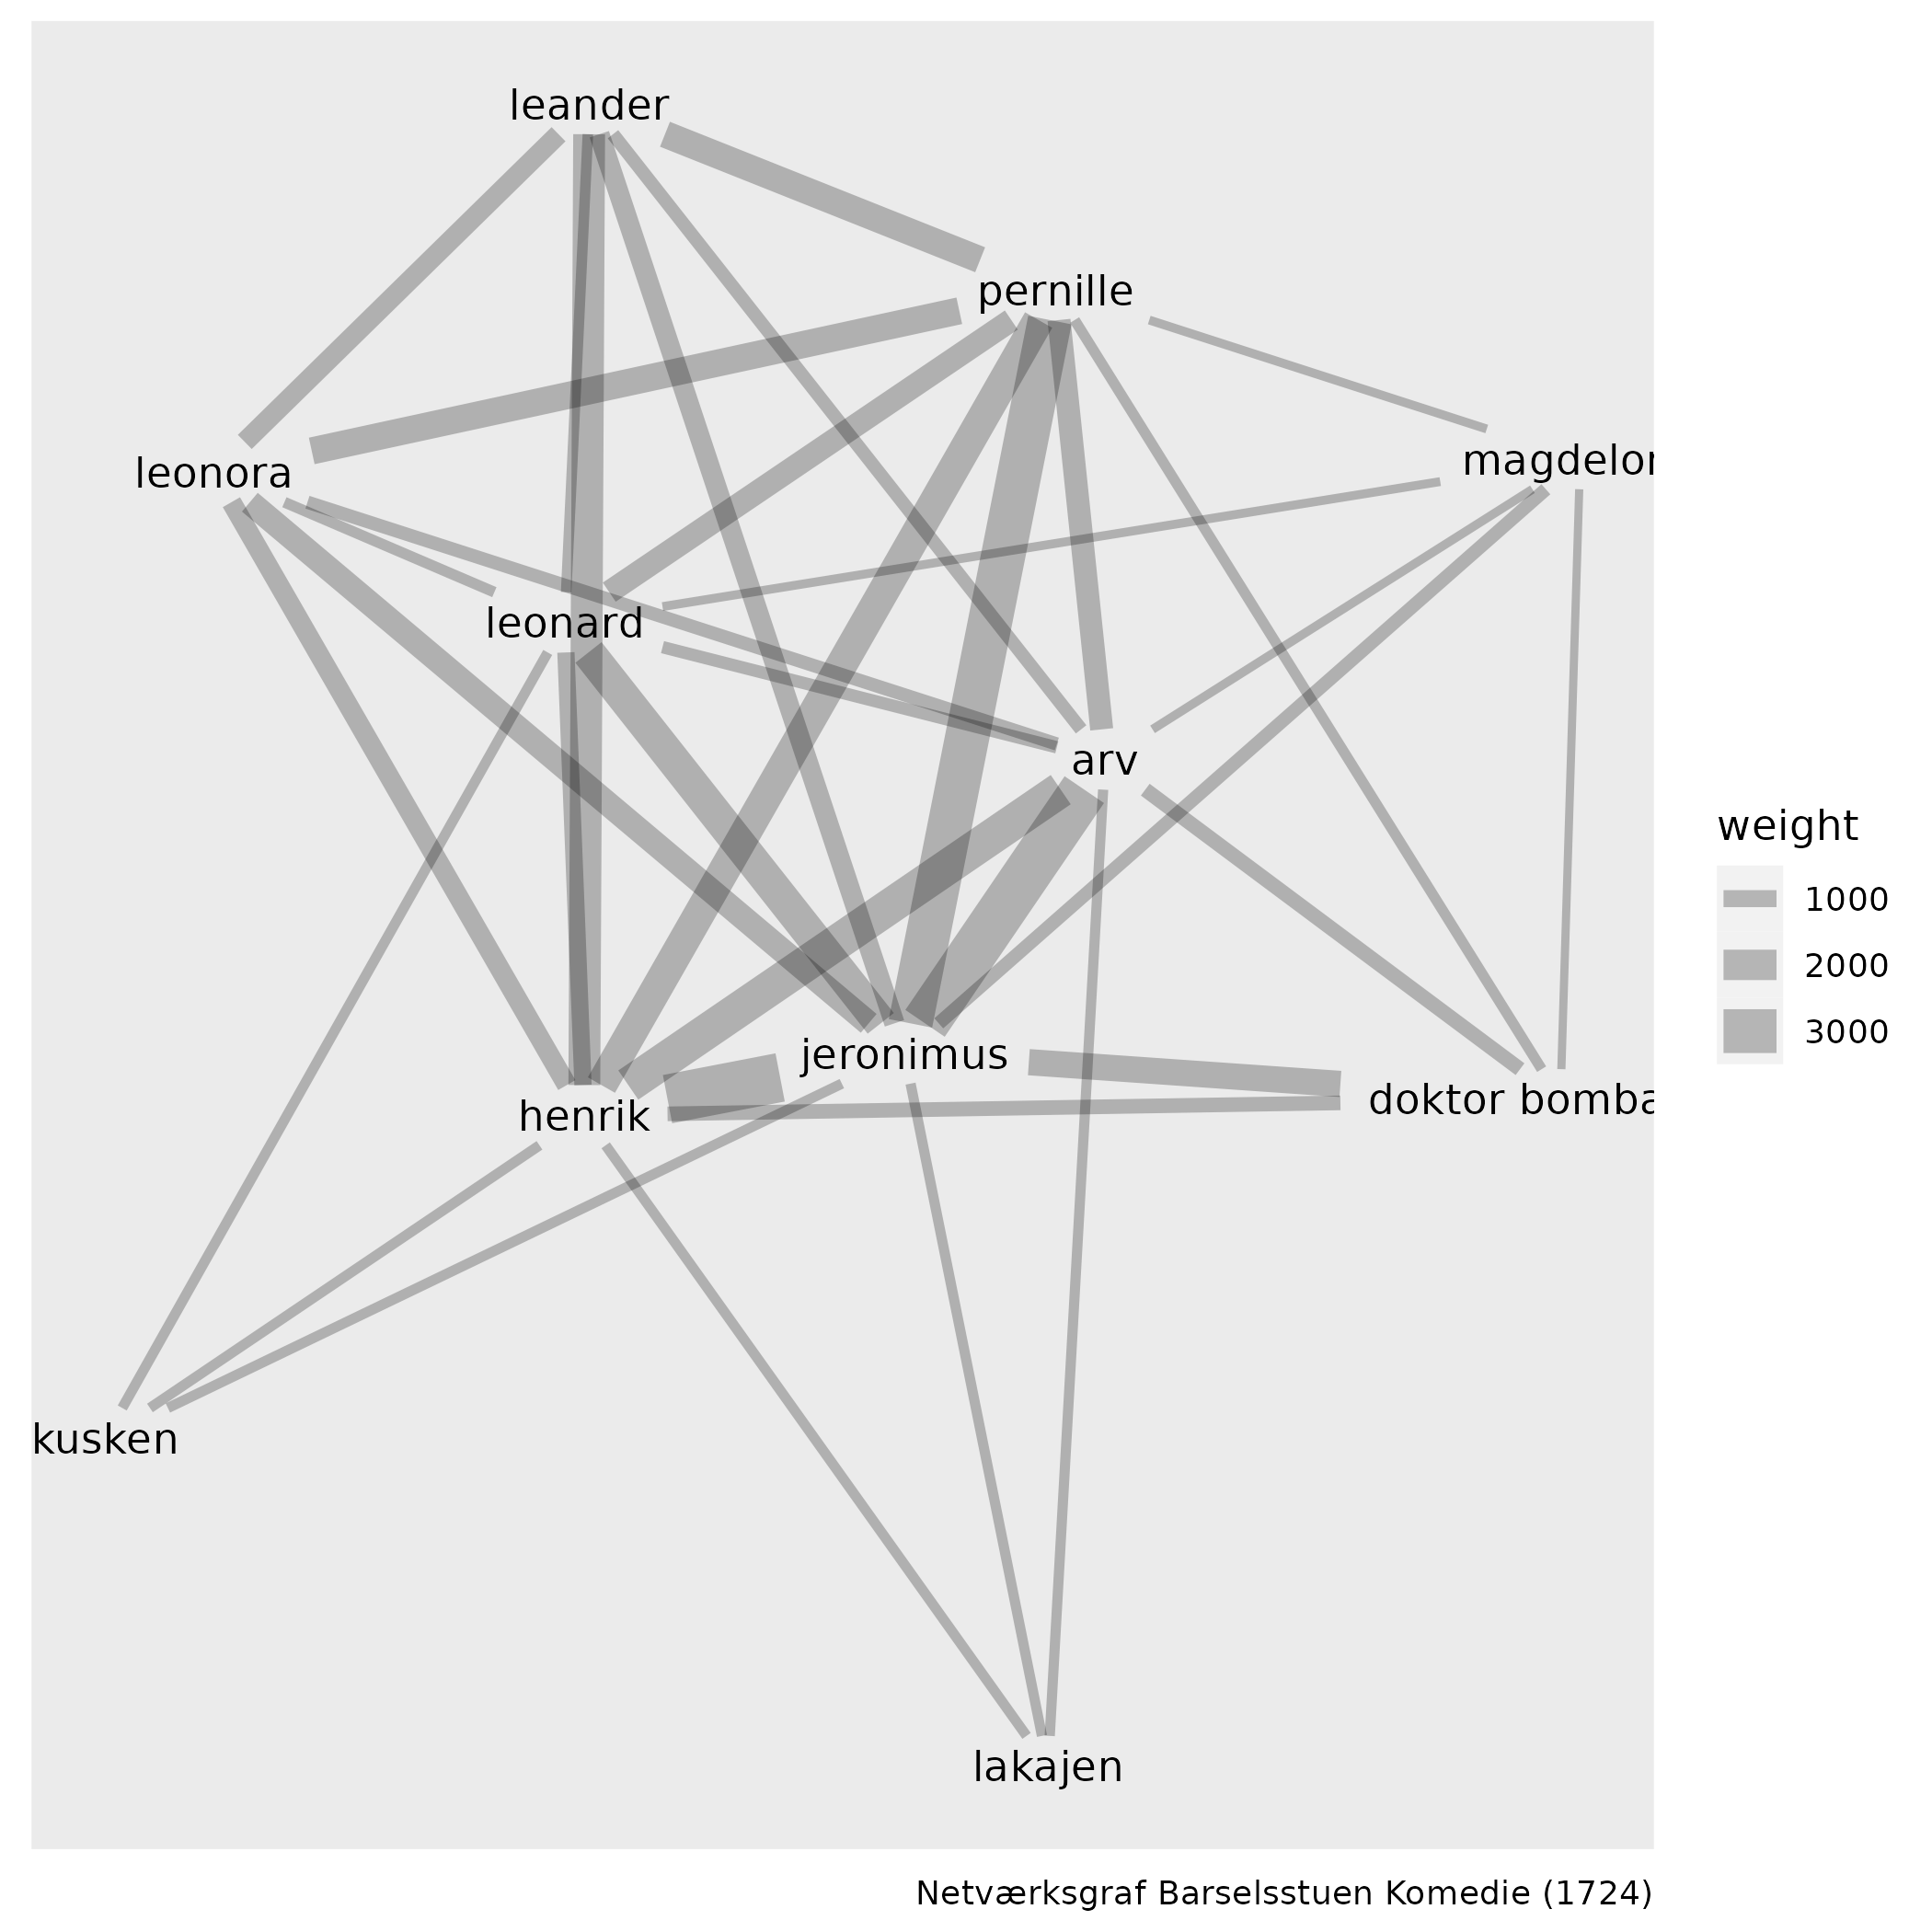 leander
pernille
magdelon
leonora
leonard
arv
weight
1000
2000
3000
jeronimus
doktor bomba
henrik
kusken
lakajen
Netværksgraf Barselsstuen Komedie (1724)